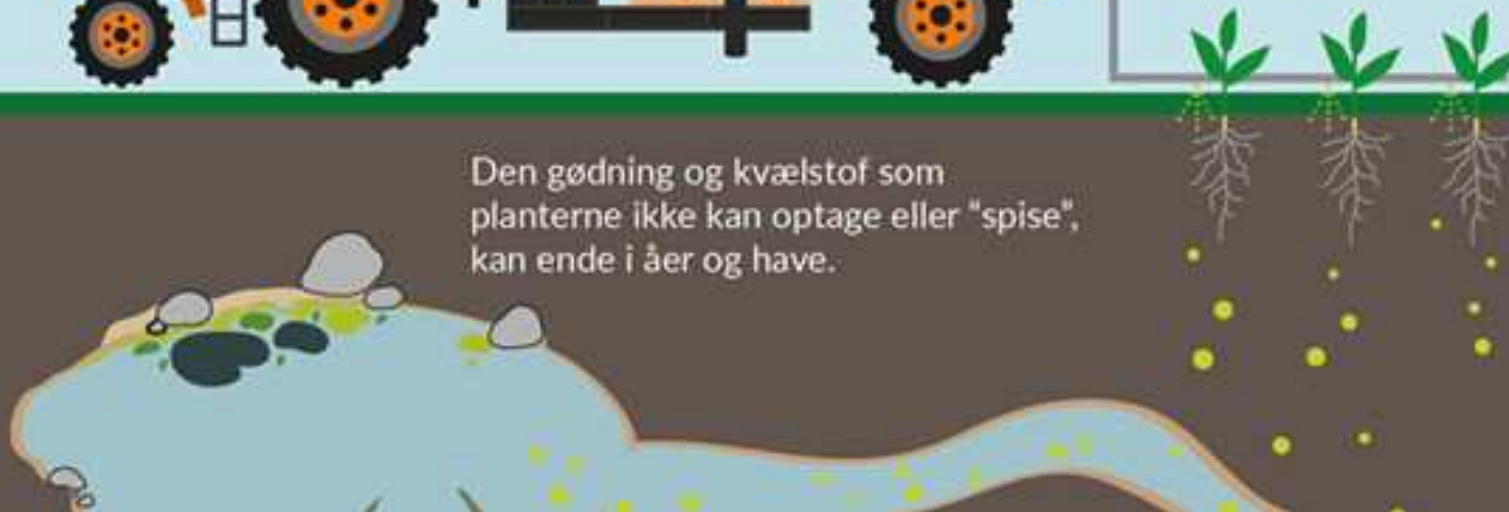 Den gødning og kvælstof som
planterne ikke kan optage eller “spise”,
kan ende i åer og have.